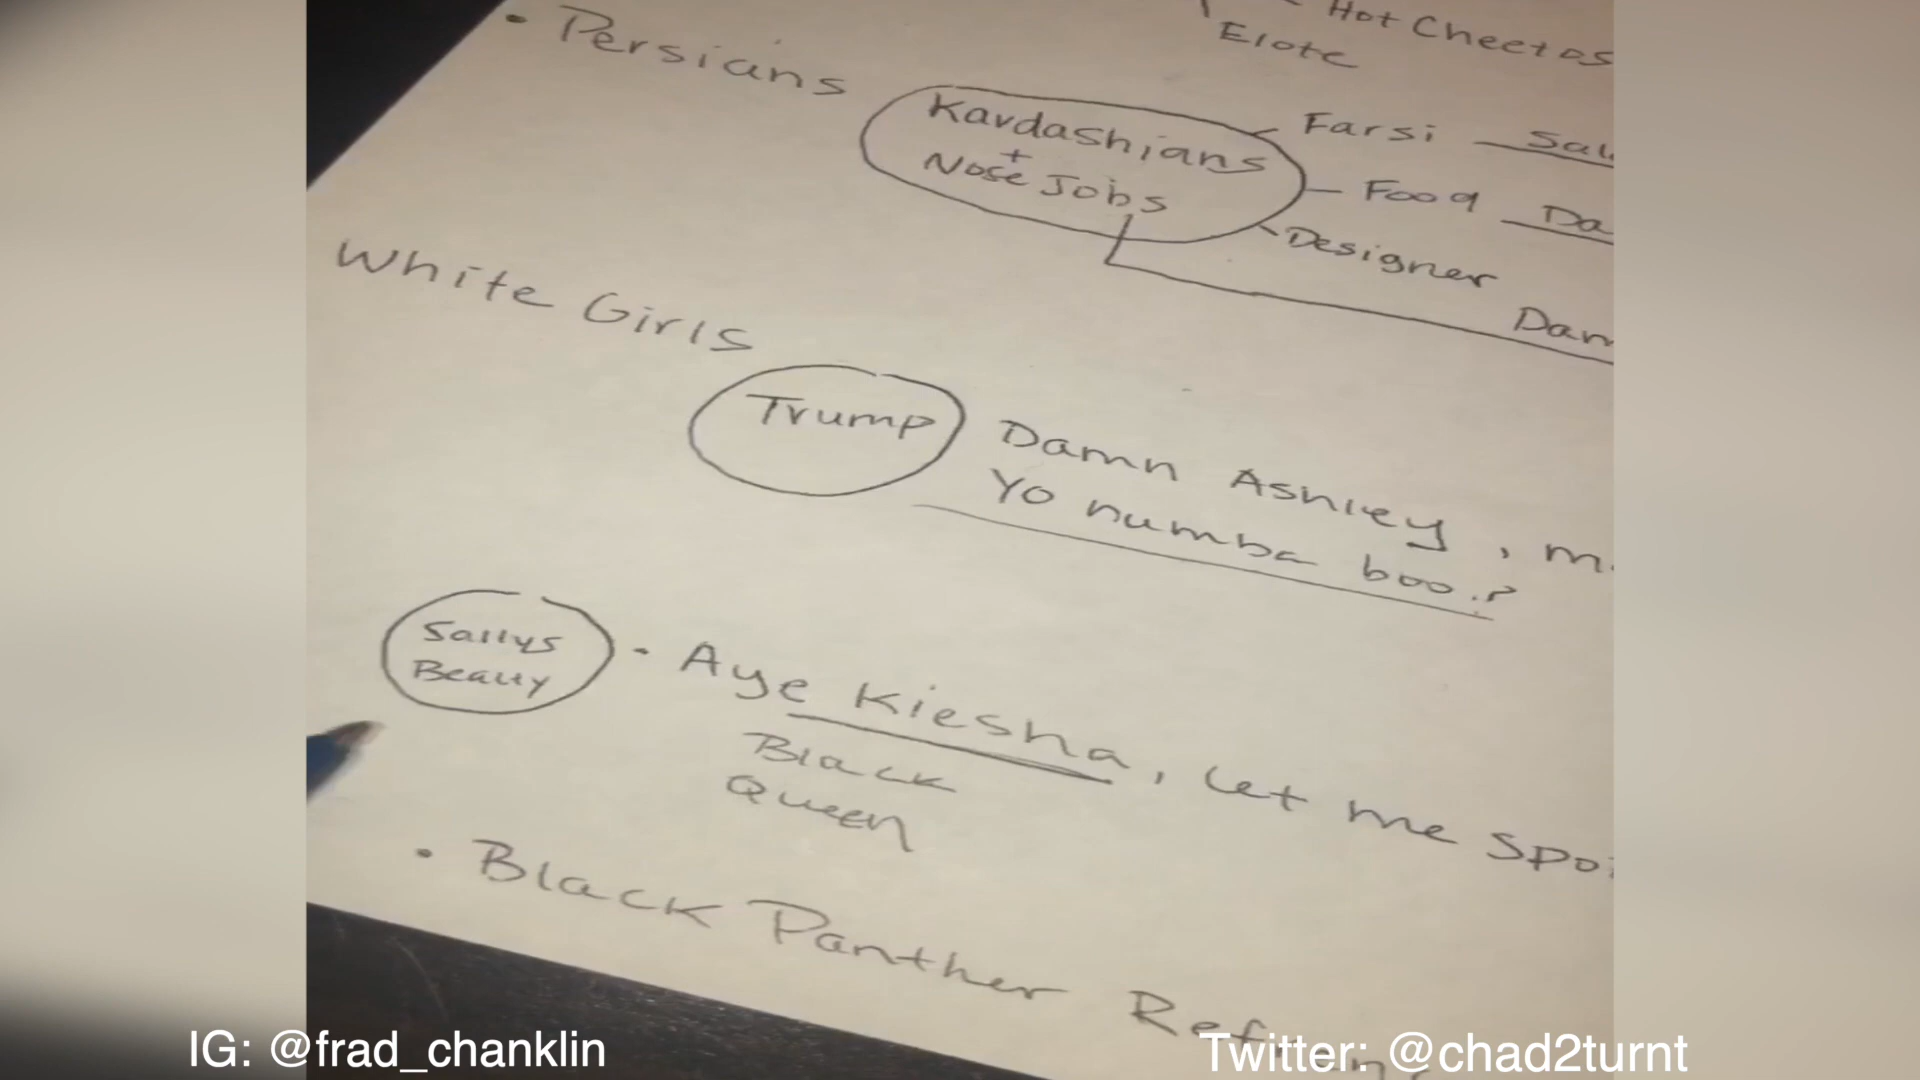 Hot Cheetos
Elote
• Persians
Kardashians
+
Nose Jobs
Farsi
Food
Designer
White Girls
Trump
Damn Ashley,
Yo numba boo?
Sallys
Beauty
• Aye Kiesha, let me
Black
Queen
• Black Panther
IG: @frad_chanklin
Twitter: @chad2turnt